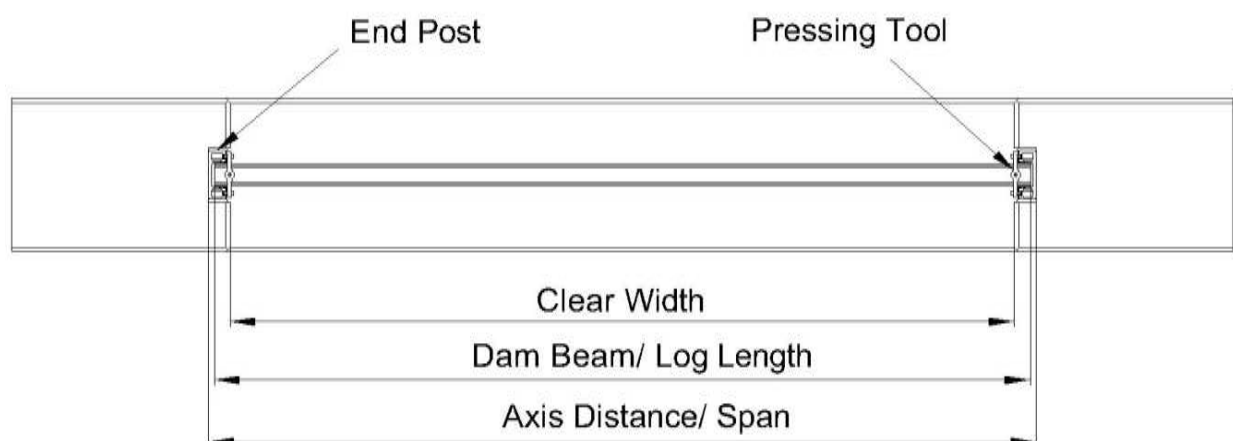 End Post
Pressing Tool
Clear Width
Dam Beam/ Log Length
Axis Distance/ Span